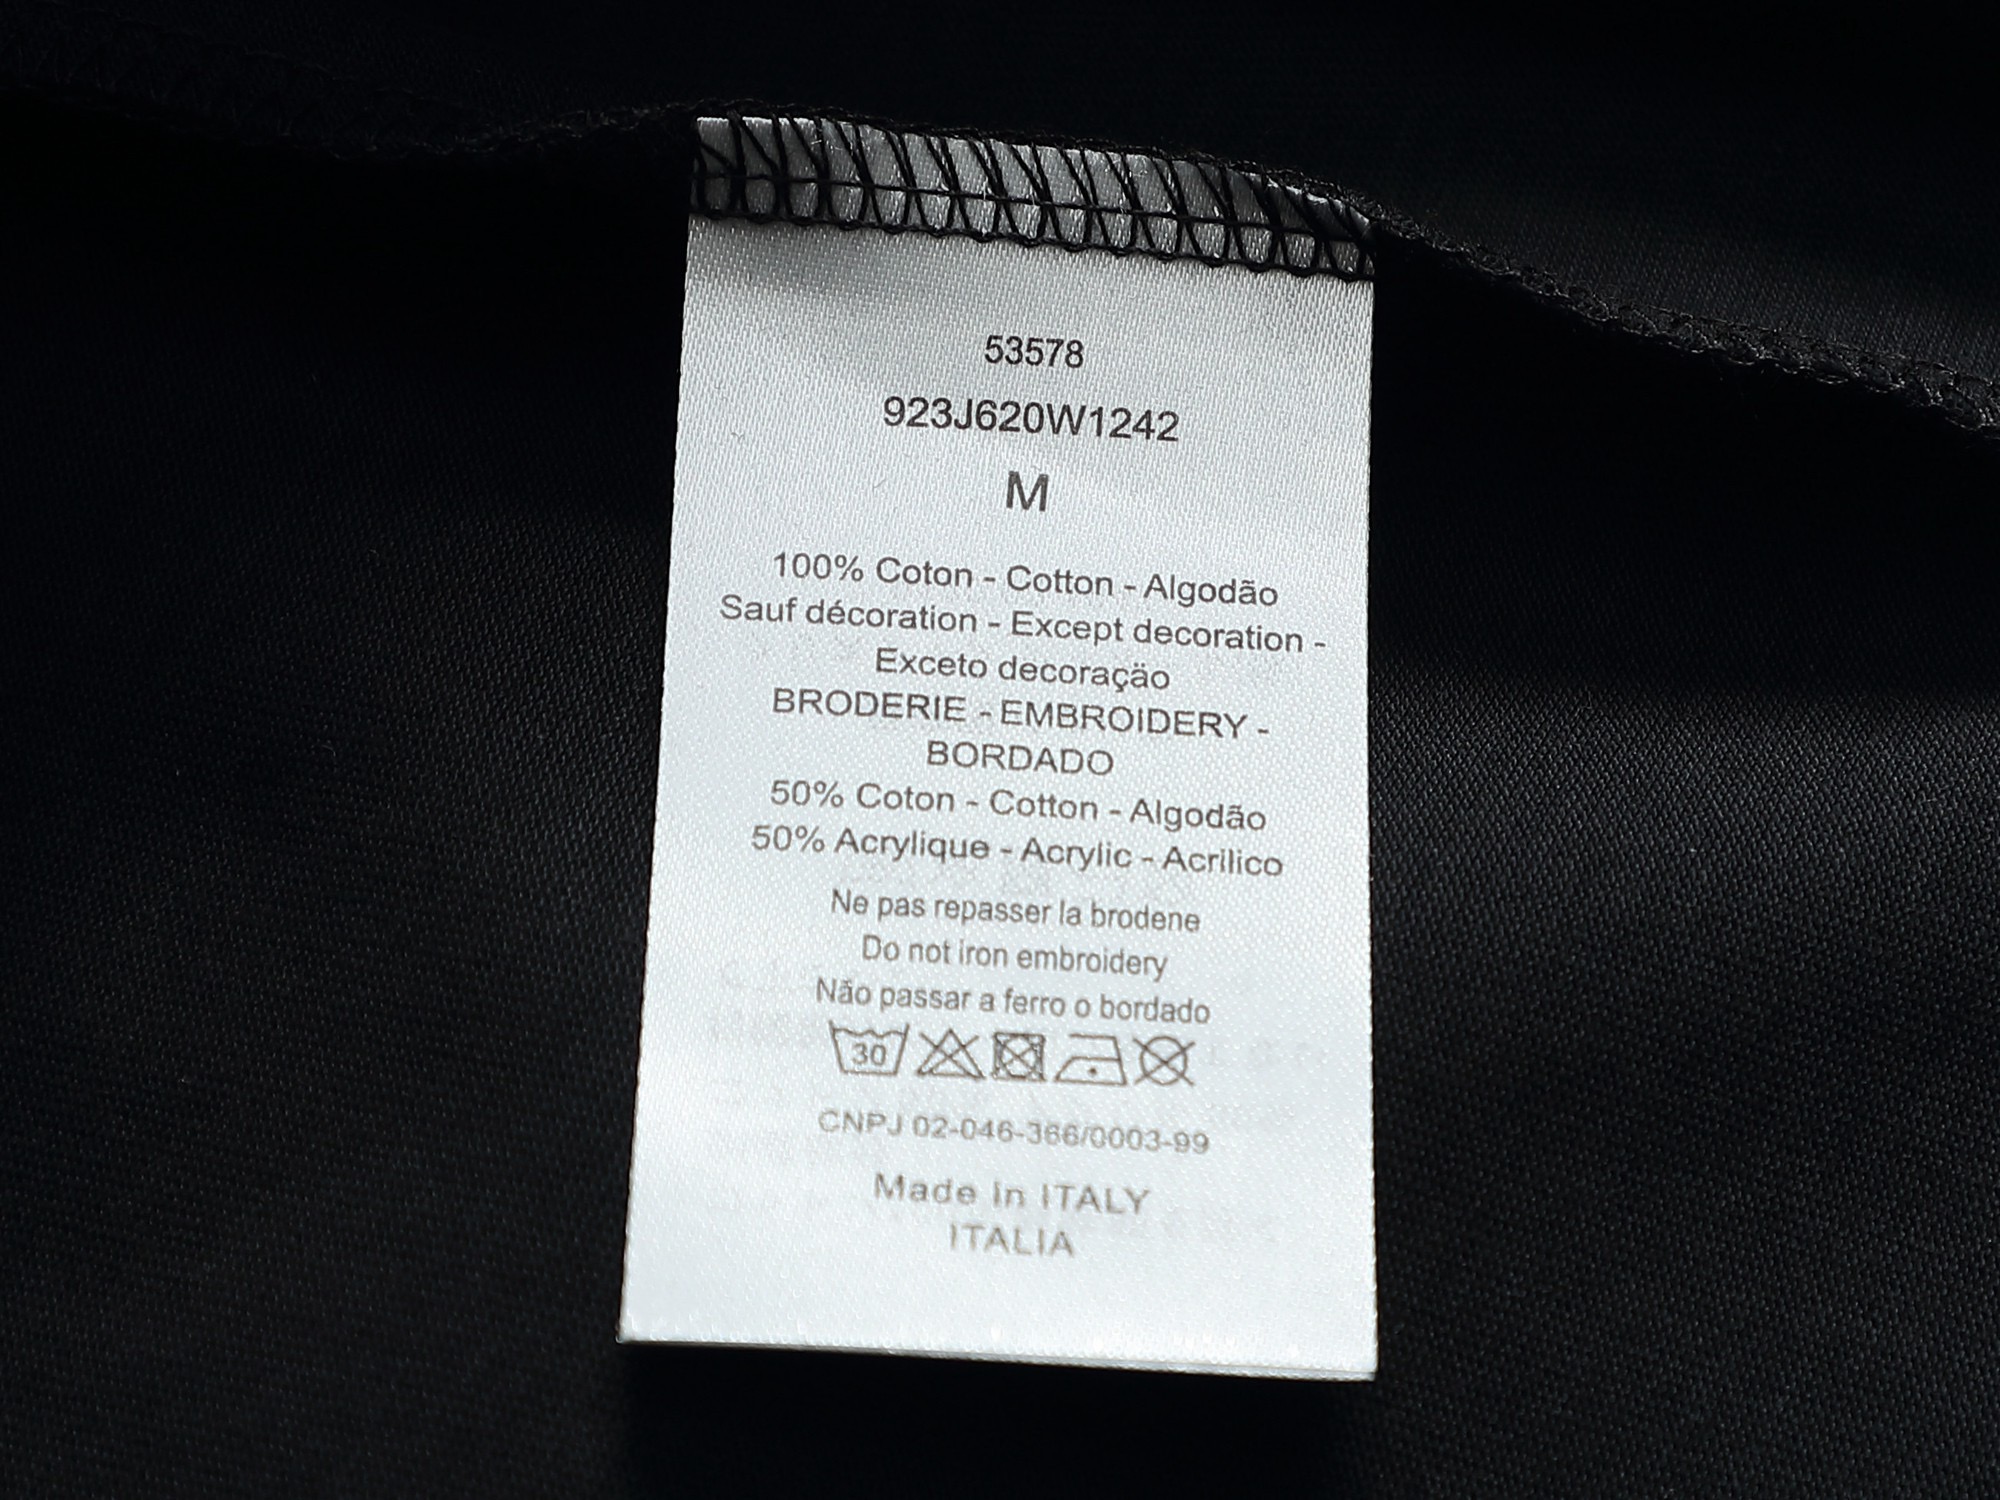 53578
923J620W1242
M
100% Coton - Cotton - Algodão
Sauf décoration - Except decoration -
Exceto decoraçäo
BRODERIE - EMBROIDERY -
BORDADO
50% Coton - Cotton - Algodão
50% Acrylique - Acrylic - Acrilico
Ne pas repasser la brodene
Do not iron embroidery
Não passar a ferro o bordado
30
CNPJ 02-046-366/0003-99
Made in ITALY
ITALIA